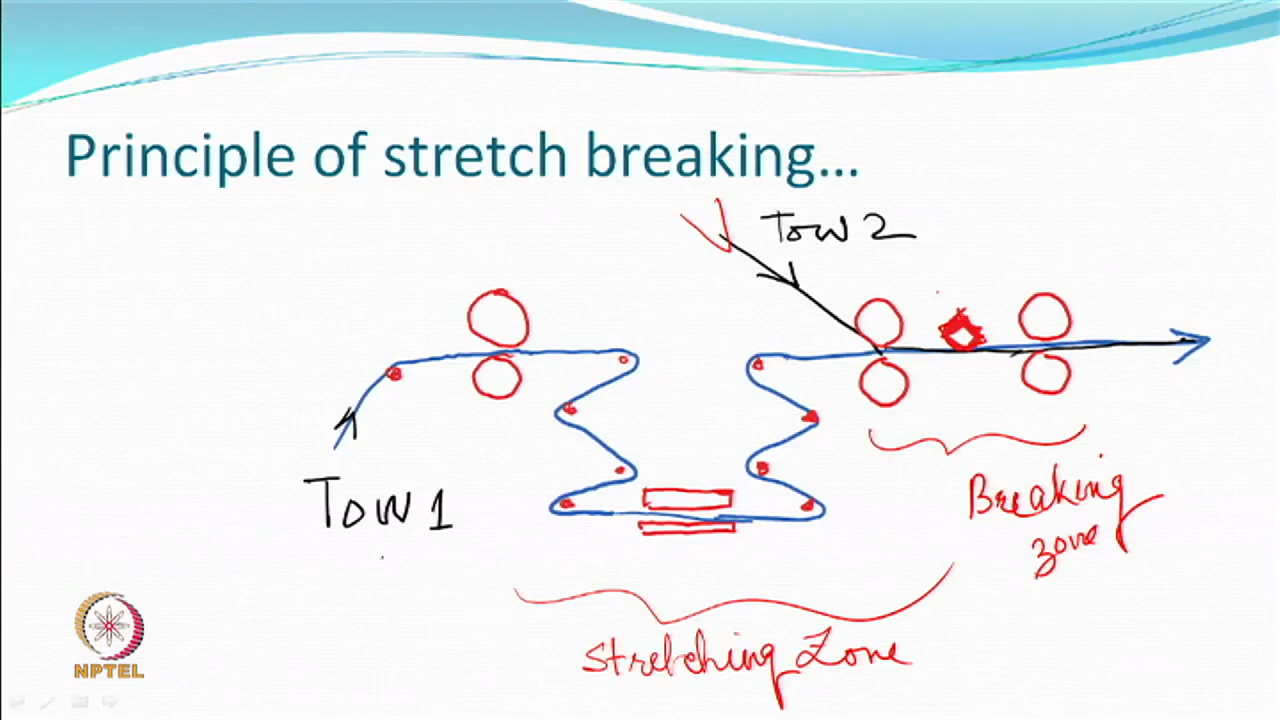 Principle of stretch breaking...
Tow 2
Tow 1
Breaking
zone
Stretching Zone
NPTEL